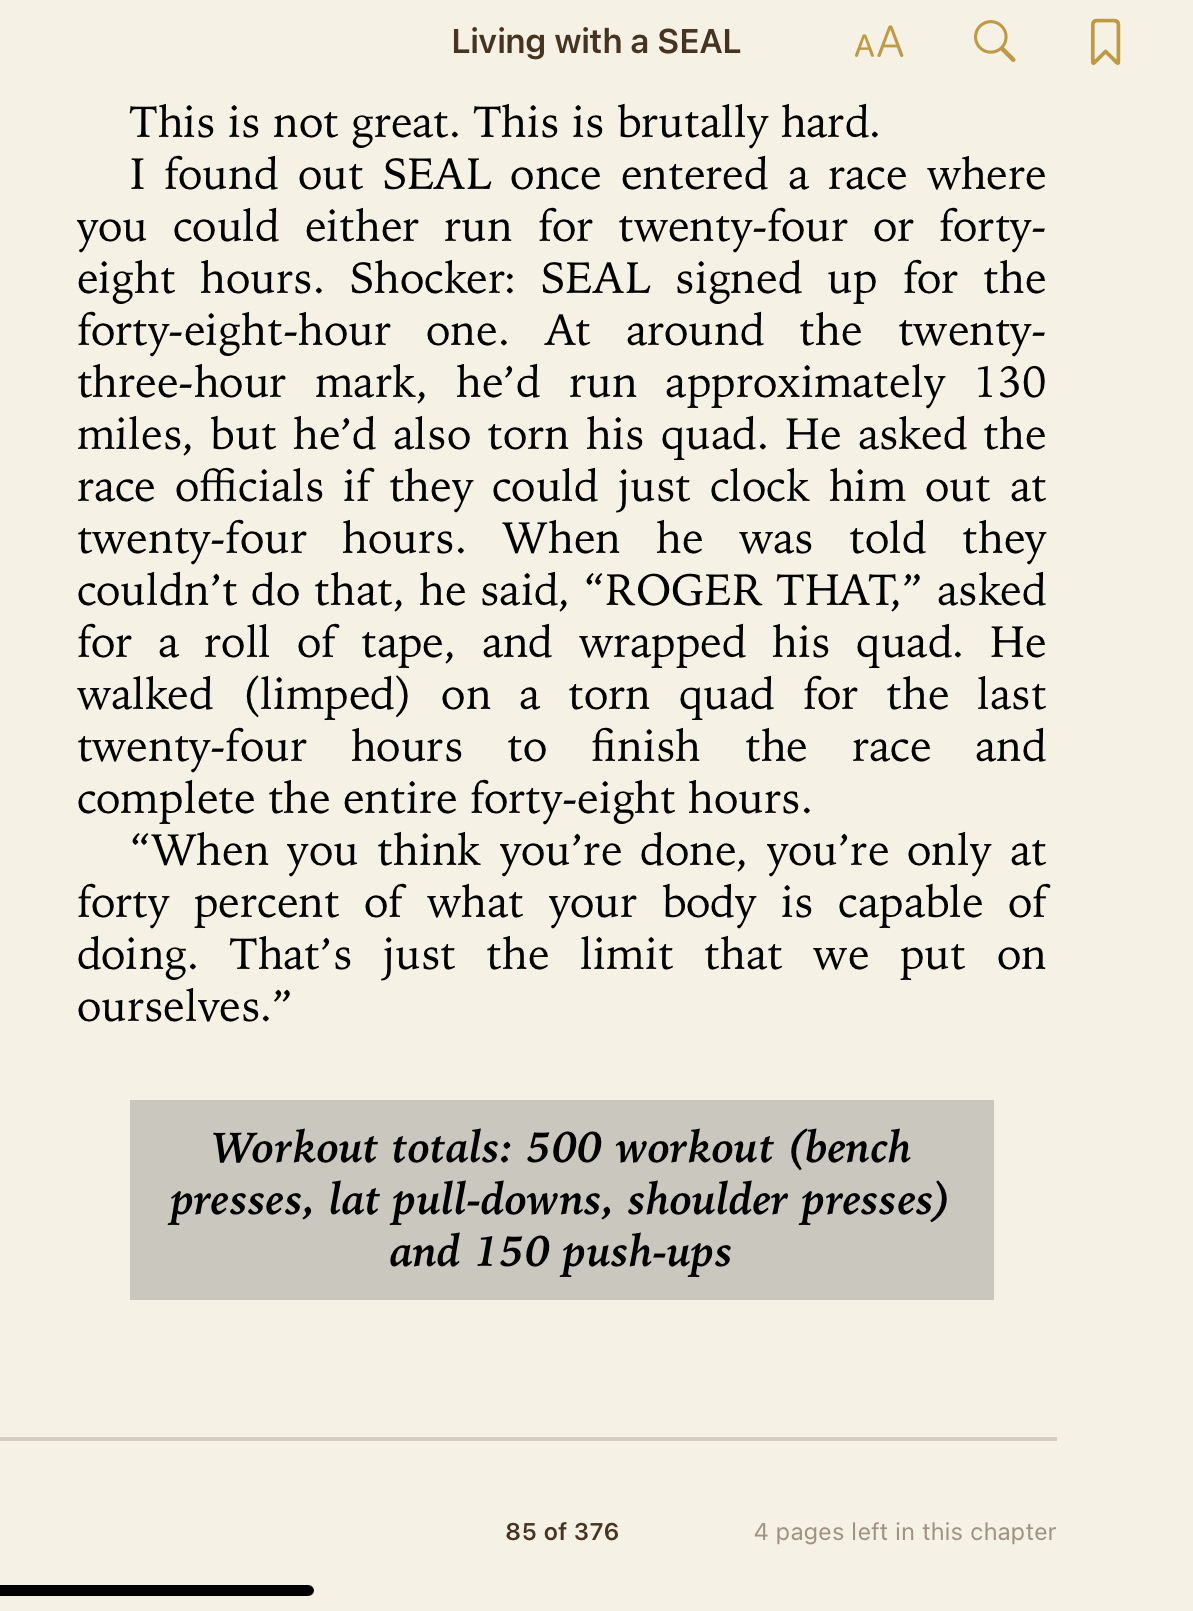 Living with a SEAL
AA
This is not great. This is brutally hard.
I found out SEAL once entered a race where
you could either run for twenty-four or forty-
eight hours. Shocker: SEAL signed up for the
forty-eight-hour one. At around the twenty-
three-hour mark, he’d run approximately 130
miles, but he’d also torn his quad. He asked the
race officials if they could just clock him out at
twenty-four hours. When he was told they
couldn’t do that, he said, “ROGER THAT,” asked
for a roll of tape, and wrapped his quad. He
walked (limped) on a torn quad for the last
twenty-four hours to finish the race and
complete the entire forty-eight hours.
“When you think you’re done, you’re only at
forty percent of what your body is capable of
doing. That’s just the limit that we put on
ourselves.”
Workout totals: 500 workout (bench
presses, lat pull-downs, shoulder presses)
and 150 push-ups
85 of 376
4 pages left in this chapter